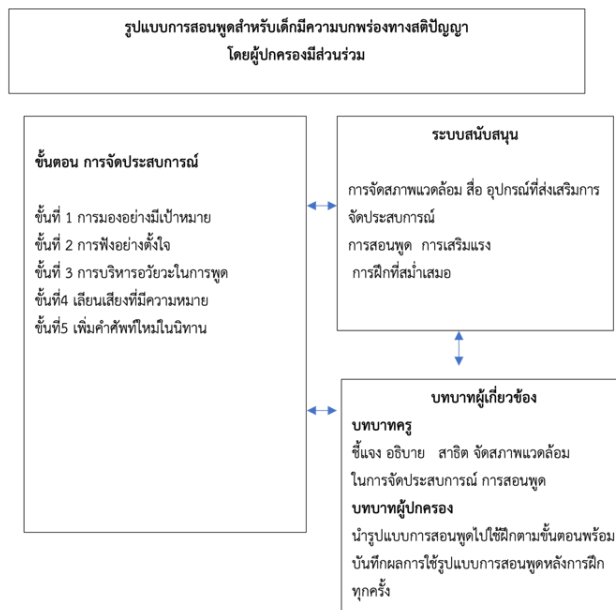 รูปแบบการสอนพูดสำหรับเด็กมีความบกพร่องทางสติปัญญา
โดยผู้ปกครองมีส่วนร่วม
ขั้นตอน การจัดประสบการณ์
ขั้นที่ 1 การมองอย่างมีเป้าหมาย
ขั้นที่ 2 การฟังอย่างตั้งใจ
ขั้นที่ 3 การบริหารอวัยวะในการพูด
ขั้นที่4 เลียนเสียงที่มีความหมาย
ขั้นที่5 เพิ่มคำศัพท์ใหม่ในนิทาน
ระบบสนับสนุน
การจัดสภาพแวดล้อม สื่อ อุปกรณ์ที่ส่งเสริมการ
จัดประสบการณ์
การสอนพูด การเสริมแรง
การฝึกที่สม่ำเสมอ
บทบาทผู้เกี่ยวข้อง
บทบาทครู
ชี้แจง อธิบาย สาธิต จัดสภาพแวดล้อม
ในการจัดประสบการณ์ การสอนพูด
บทบาทผู้ปกครอง
นำรูปแบบการสอนพูดไปใช้ฝึกตามขั้นตอนพร้อม
บันทึกผลการใช้รูปแบบการสอนพูดหลังการฝึก
ทุกครั้ง